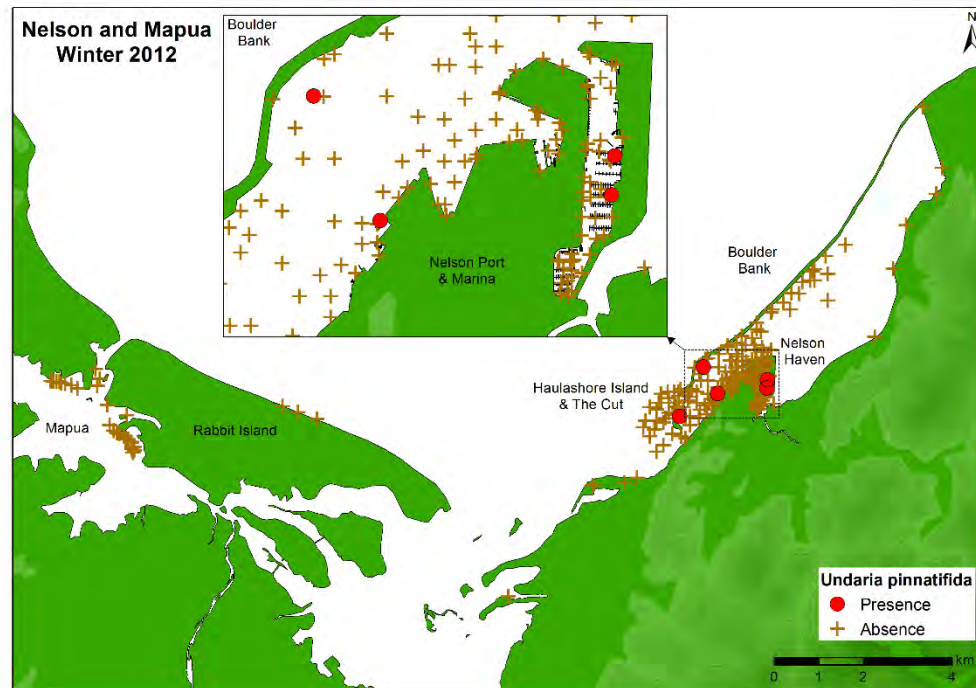 Nelson and Mapua
Winter 2012
Boulder
Bank
N
Nelson Port
& Marina
Boulder
Bank
Nelson
Haven
Haulashore Island
& The Cut
Mapua
Rabbit Island
Undaria pinnatifida
Presence
Absence
km
0 1 2 4